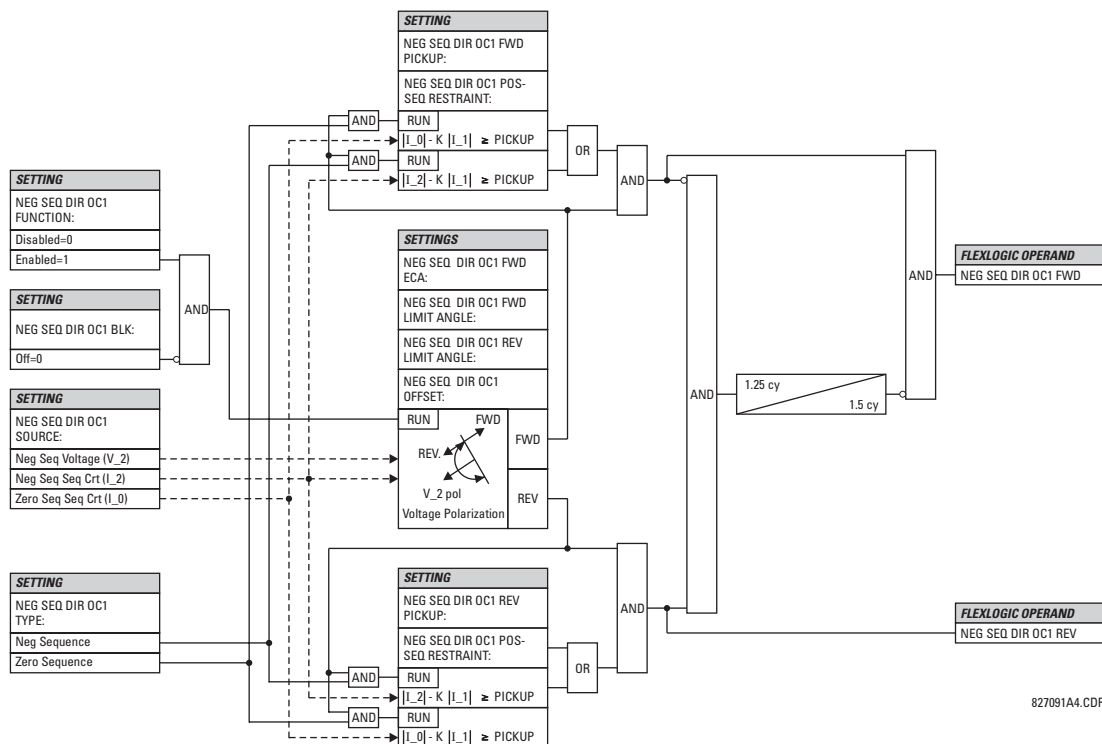 SETTING
NEG SEQ DIR OC1 FWD
PICKUP:
NEG SEQ DIR OC1 POS-
SEQ RESTRAINT:
AND
RUN
|I_0| - K |I_1| ≥ PICKUP
AND
RUN
|I_2| - K |I_1| ≥ PICKUP
OR
AND
SETTING
NEG SEQ DIR OC1
FUNCTION:
Disabled=0
Enabled=1
SETTING
NEG SEQ DIR OC1 BLK:
Off=0
AND
SETTING
NEG SEQ DIR OC1
SOURCE:
Neg Seq Voltage (V_2)
Neg Seq Seq Crt (I_2)
Zero Seq Seq Crt (I_0)
SETTINGS
NEG SEQ DIR OC1 FWD
ECA:
NEG SEQ DIR OC1 FWD
LIMIT ANGLE:
NEG SEQ DIR OC1 REV
LIMIT ANGLE:
NEG SEQ DIR OC1
OFFSET:
RUN
FWD
REV.
V_2 pol
Voltage Polarization
FWD
REV
AND
1.25 cy
1.5 cy
AND
FLEXLOGIC OPERAND
NEG SEQ DIR OC1 FWD
SETTING
NEG SEQ DIR OC1
TYPE:
Neg Sequence
Zero Sequence
SETTING
NEG SEQ DIR OC1 REV
PICKUP:
NEG SEQ DIR OC1 POS-
SEQ RESTRAINT:
AND
RUN
|I_2| - K |I_1| ≥ PICKUP
AND
RUN
|I_0| - K |I_1| ≥ PICKUP
OR
AND
FLEXLOGIC OPERAND
NEG SEQ DIR OC1 REV
827091A4.CDR